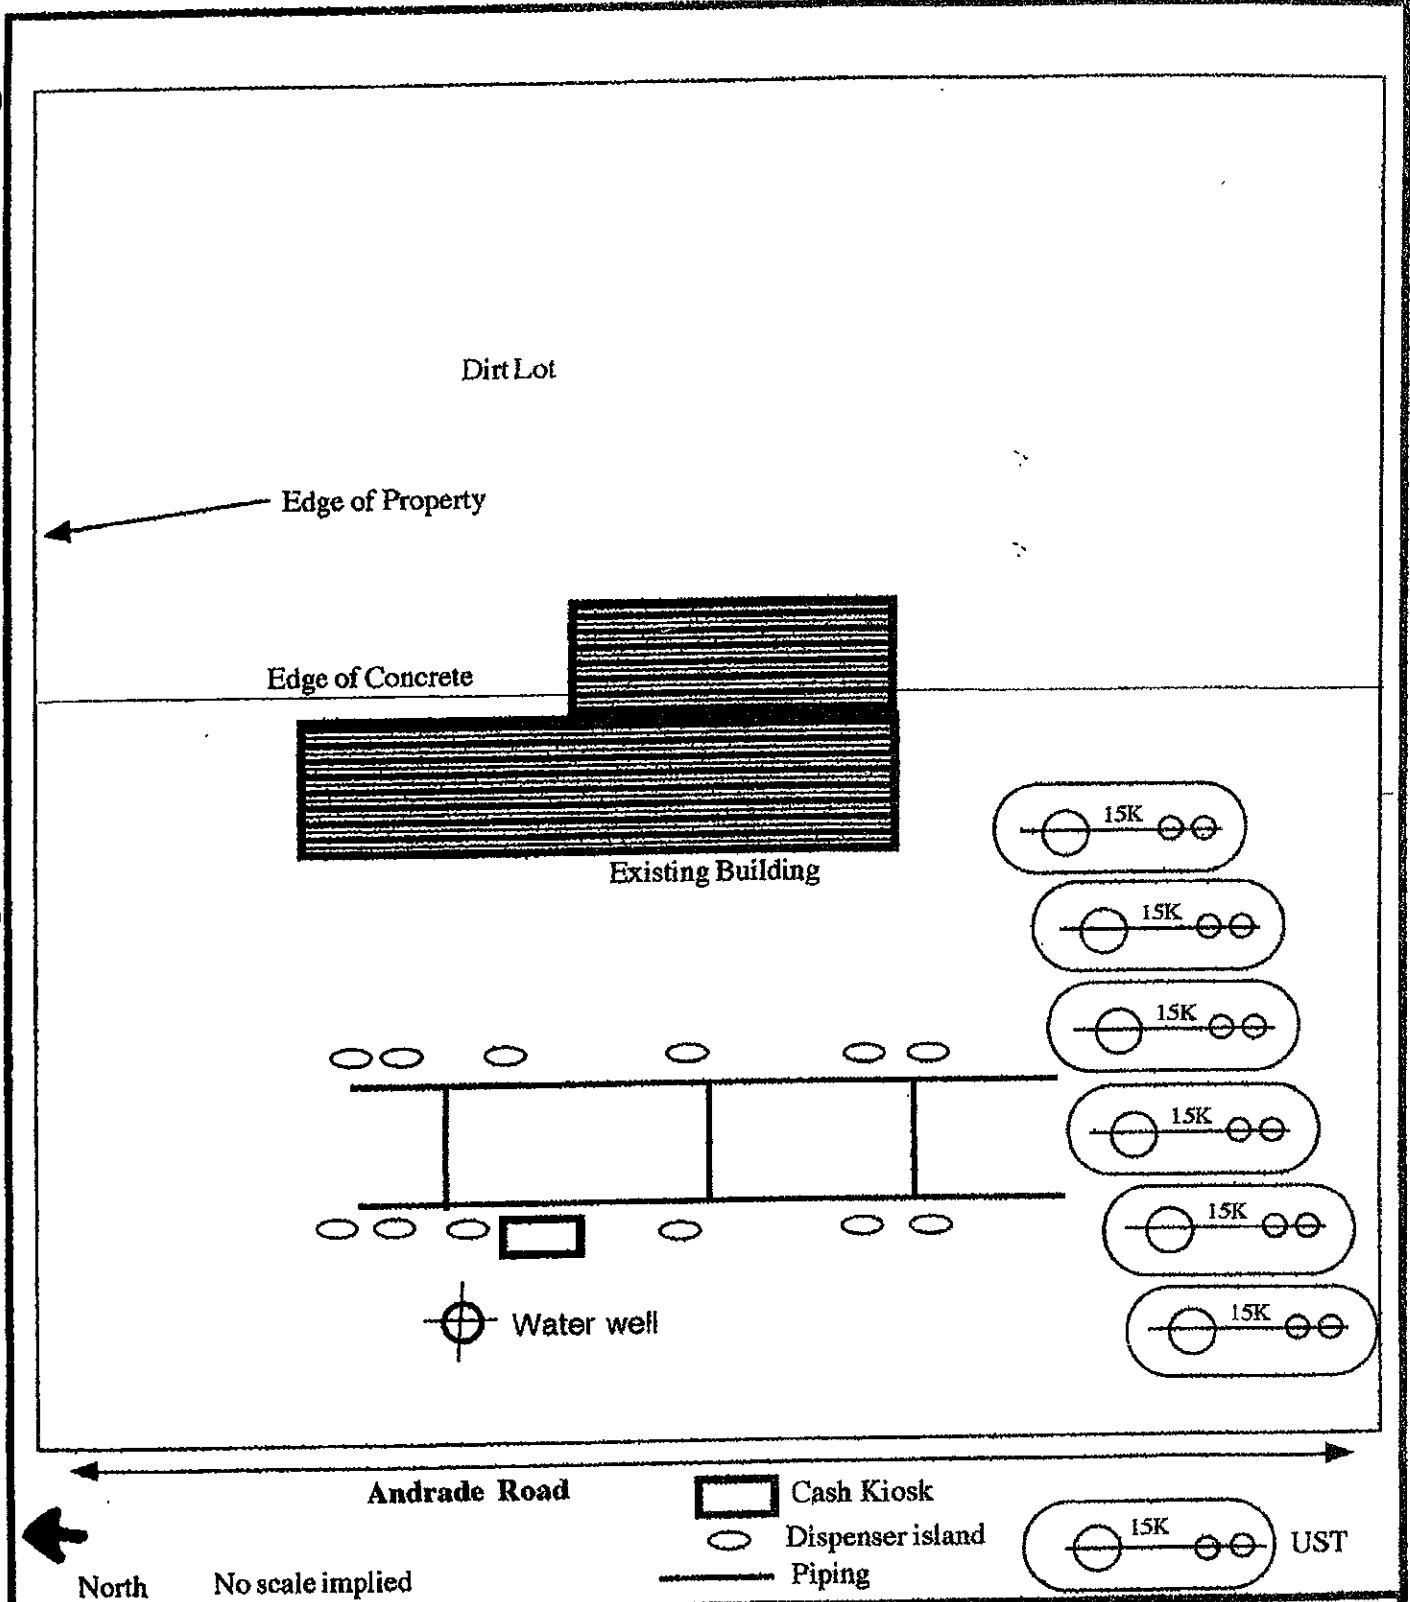 Dirt Lot
Edge of Property
Edge of Concrete
Existing Building
15K
15K
15K
15K
15K
15K
Water well
Andrade Road
Cash Kiosk
Dispenser island
15K
UST
Piping
North
No scale implied